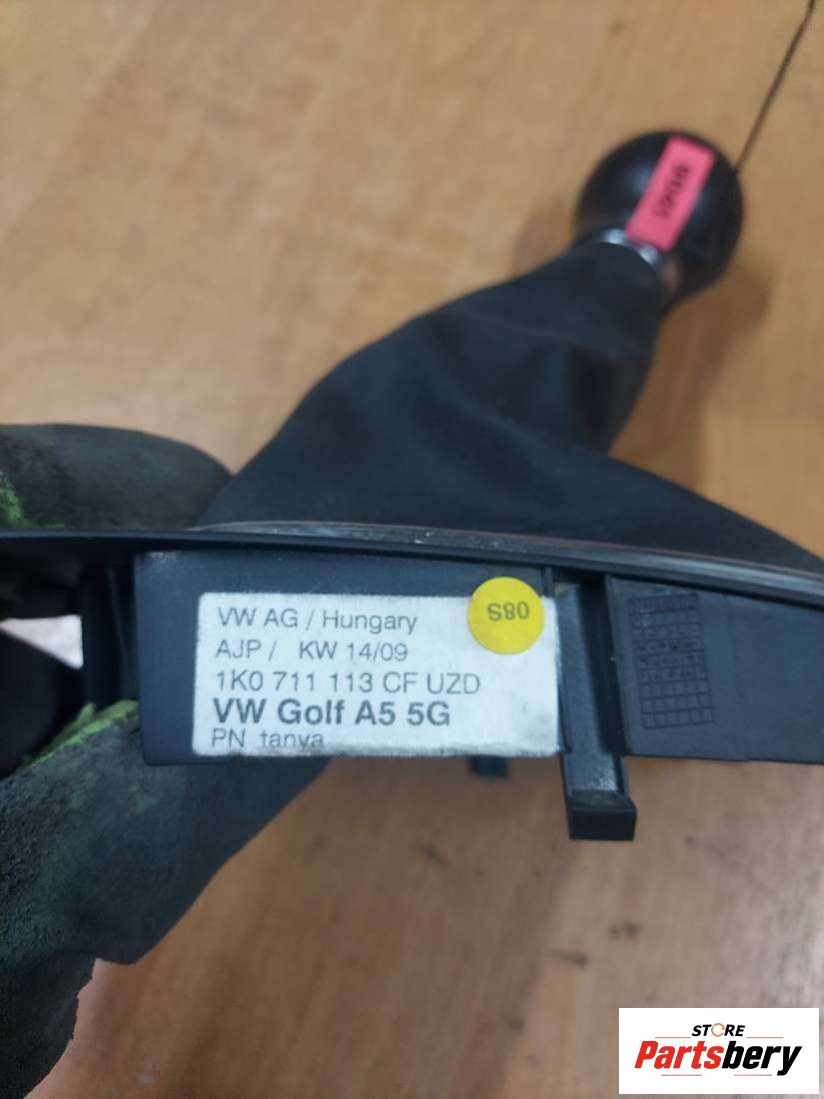 VW AG / Hungary
AJP / KW 14/09
1K0 711 113 CF UZD
VW Golf A5 5G
PN tanya
08S
STORE
Partsbery